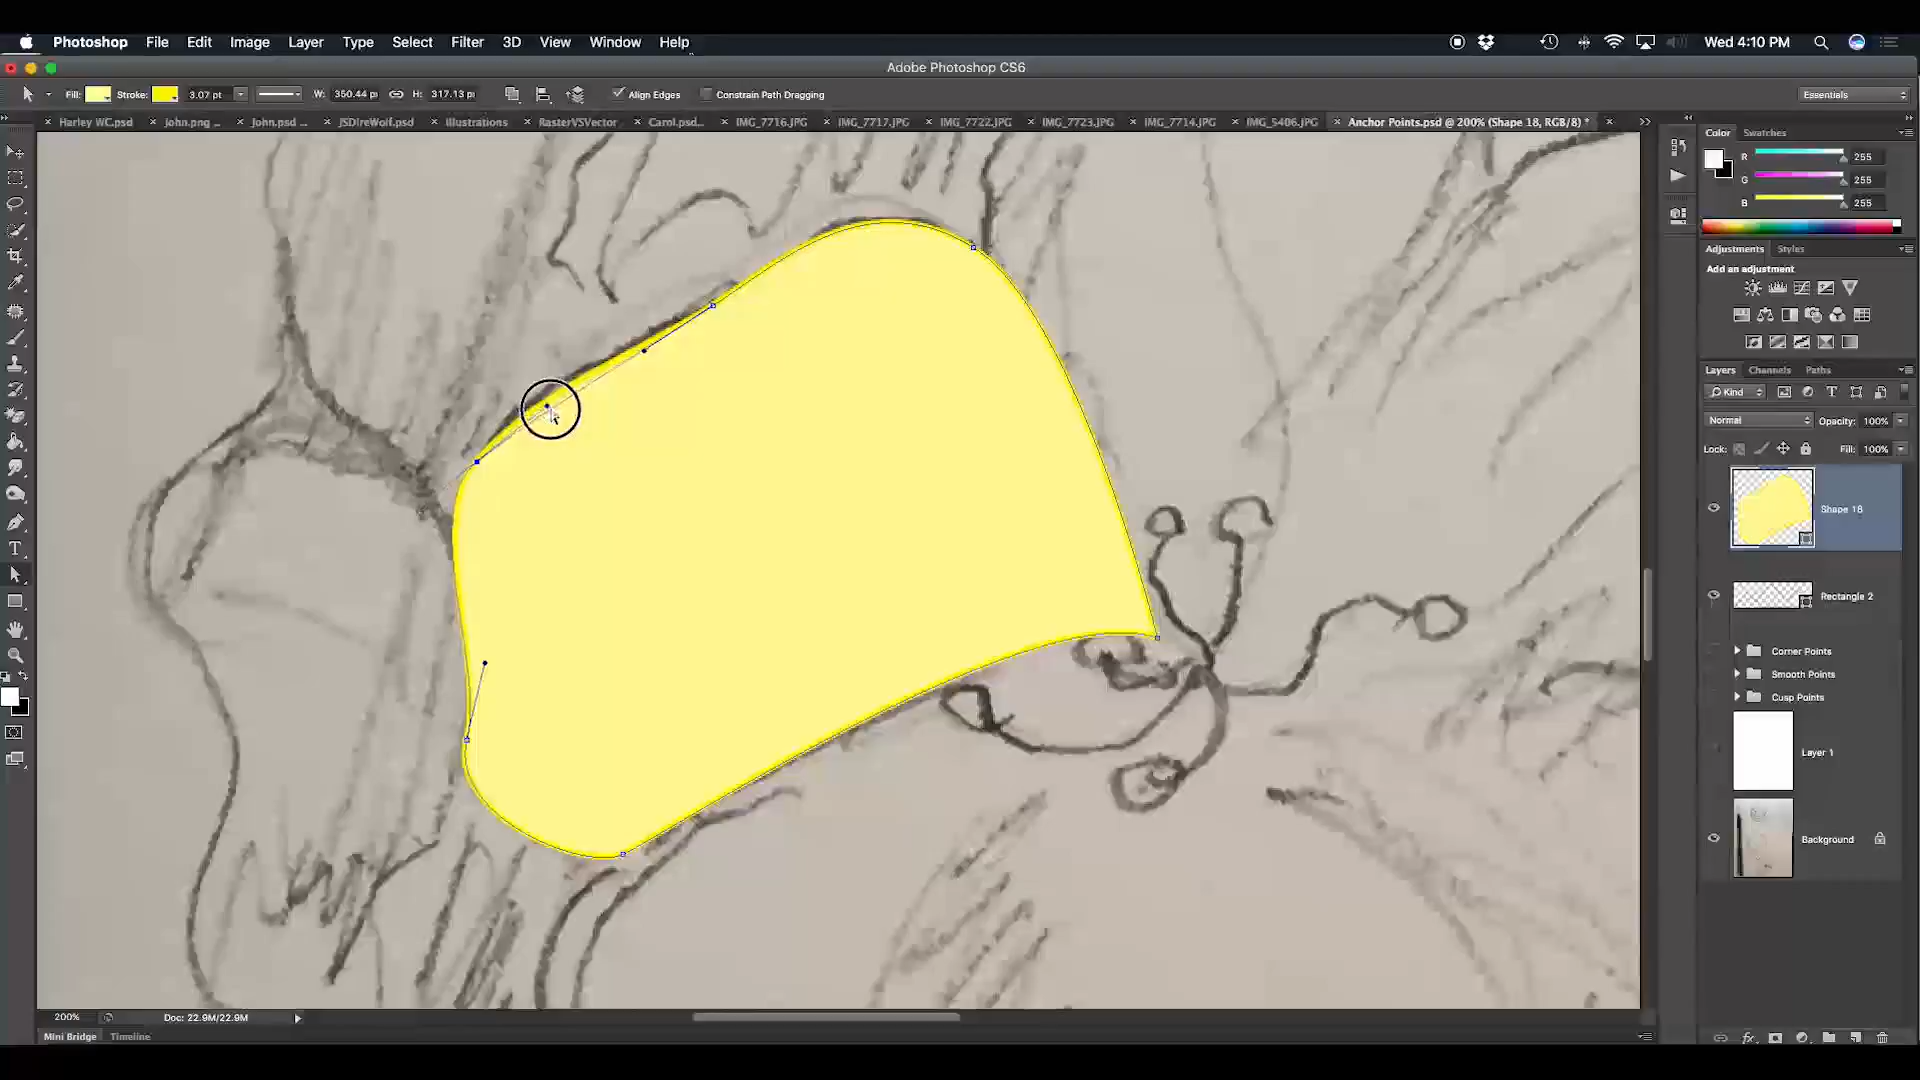 Photoshop File Edit Image Layer Type Select Filter 3D View Window Help Wed 4:10 PM
Adobe Photoshop CS6
Fill: Stroke: 3.07 pt W: 350.44 p H: 317.13 p Align Edges Constrain Path Dragging Essentials
Harley WC.psd John.png ... John.psd ... JSDireWolf.psd Illustrations RasterVSVector Carol.psd... IMG_7716.JPG IMG_7717.JPG IMG_7722.JPG IMG_7723.JPG IMG_7714.JPG IMG_5406.JPG Anchor Points.psd @ 200% (Shape 18, RGB/8) *
Color Swatches
R 255
G 255
B 255
Adjustments Styles
Add an adjustment
Layers Channels Paths
Kind T
Normal Opacity: 100%
Lock: Fill: 100%
Shape 18
Rectangle 2
Corner Points
Smooth Points
Cusp Points
Layer 1
Background
T
200% Doc: 22.9M/22.9M
Mini Bridge Timeline
fx